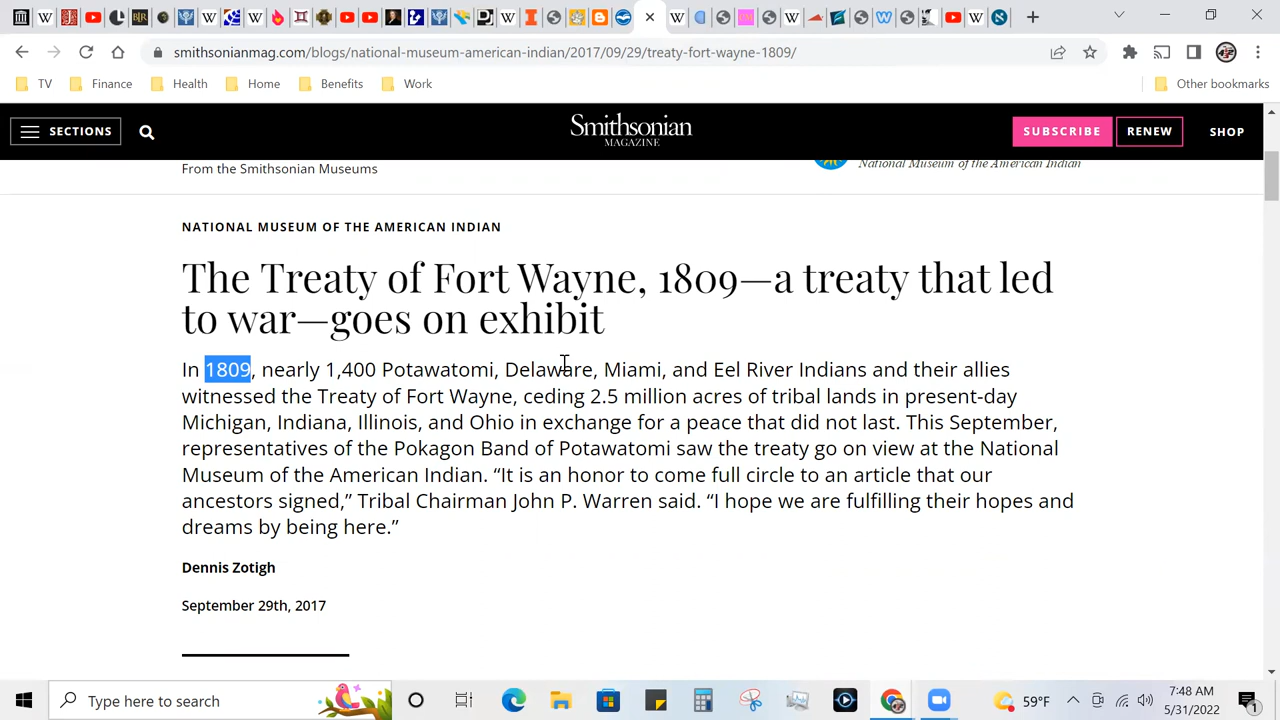 smithsonianmag.com/blogs/national-museum-american-indian/2017/09/29/treaty-fort-wayne-1809/
TV Finance Health Home Benefits Work Other bookmarks
SECTIONS Smithsonian MAGAZINE SUBSCRIBE RENEW SHOP
From the Smithsonian Museums National Museum of the American Indian
NATIONAL MUSEUM OF THE AMERICAN INDIAN
The Treaty of Fort Wayne, 1809—a treaty that led
to war—goes on exhibit
In 1809, nearly 1,400 Potawatomi, Delaware, Miami, and Eel River Indians and their allies
witnessed the Treaty of Fort Wayne, ceding 2.5 million acres of tribal lands in present-day
Michigan, Indiana, Illinois, and Ohio in exchange for a peace that did not last. This September,
representatives of the Pokagon Band of Potawatomi saw the treaty go on view at the National
Museum of the American Indian. “It is an honor to come full circle to an article that our
ancestors signed,” Tribal Chairman John P. Warren said. “I hope we are fulfilling their hopes and
dreams by being here.”
Dennis Zotigh
September 29th, 2017
Type here to search 59°F 7:48 AM
5/31/2022